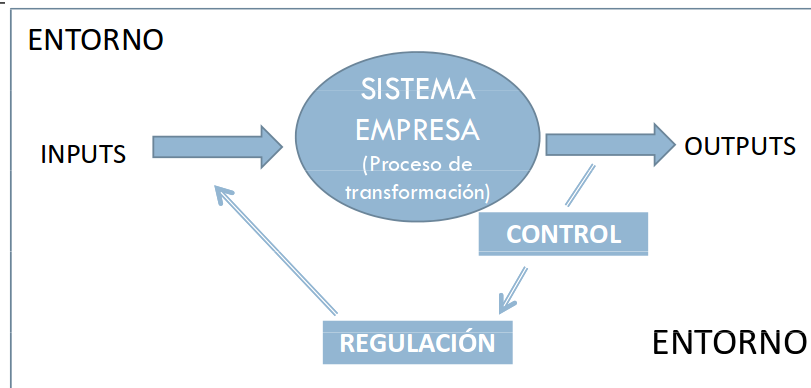 ENTORNO
SISTEMA
EMPRESA
(Proceso de
transformación)
INPUTS
OUTPUTS
CONTROL
REGULACIÓN
ENTORNO